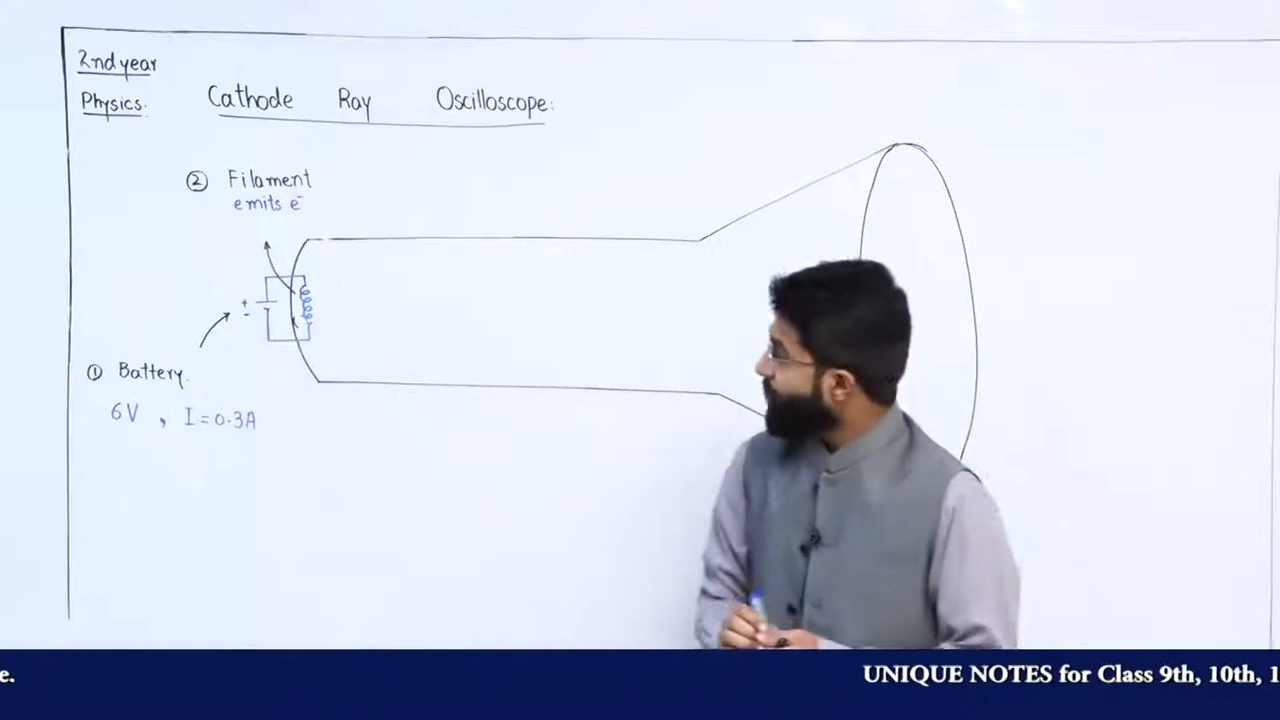 2nd year
Physics:
Cathode Ray Oscilloscope:
② Filament
emits e⁻
+
-
① Battery.
6V , I = 0.3A
e.
UNIQUE NOTES for Class 9th, 10th, 1